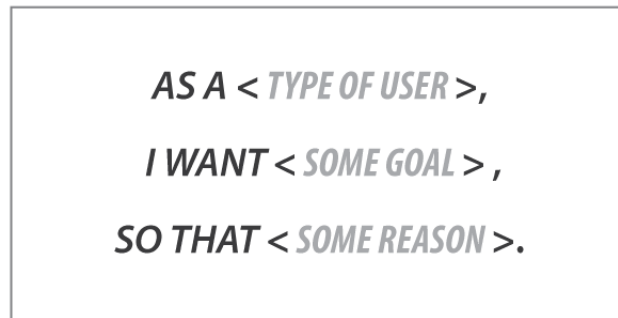 AS A < TYPE OF USER >,
I WANT < SOME GOAL > ,
SO THAT < SOME REASON >.